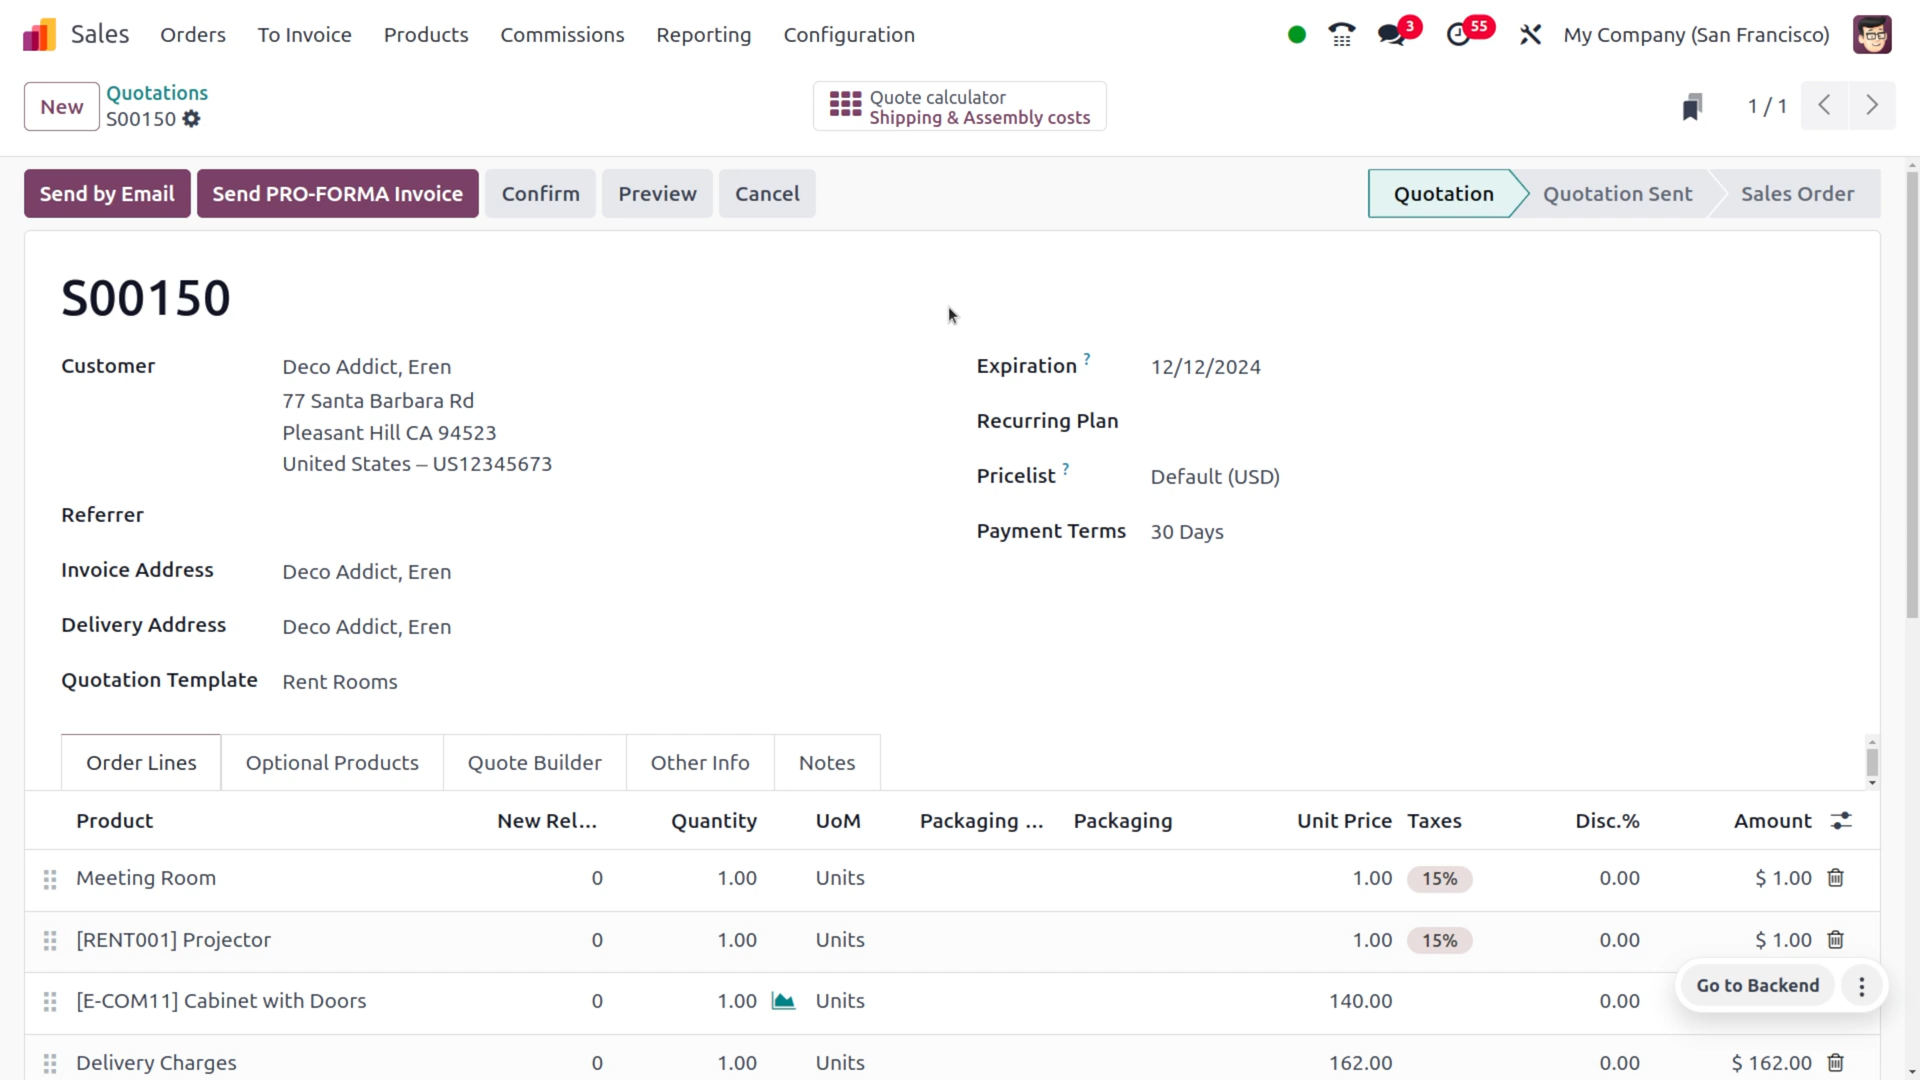 Sales Orders To Invoice Products Commissions Reporting Configuration 3 55 My Company (San Francisco)
New Quotations Quote calculator
S00150 Shipping & Assembly costs 1 / 1
Send by Email Send PRO-FORMA Invoice Confirm Preview Cancel Quotation Quotation Sent Sales Order
S00150
Customer Deco Addict, Eren Expiration ? 12/12/2024
77 Santa Barbara Rd
Recurring Plan
Pleasant Hill CA 94523
United States – US12345673
Pricelist ? Default (USD)
Referrer
Payment Terms 30 Days
Invoice Address Deco Addict, Eren
Delivery Address Deco Addict, Eren
Quotation Template Rent Rooms
Order Lines Optional Products Quote Builder Other Info Notes
Product New Rel... Quantity UoM Packaging ... Packaging Unit Price Taxes Disc.% Amount
Meeting Room 0 1.00 Units 1.00 15% 0.00 $ 1.00
[RENT001] Projector 0 1.00 Units 1.00 15% 0.00 $ 1.00
Go to Backend
[E-COM11] Cabinet with Doors 0 1.00 Units 140.00 0.00
Delivery Charges 0 1.00 Units 162.00 0.00 $ 162.00